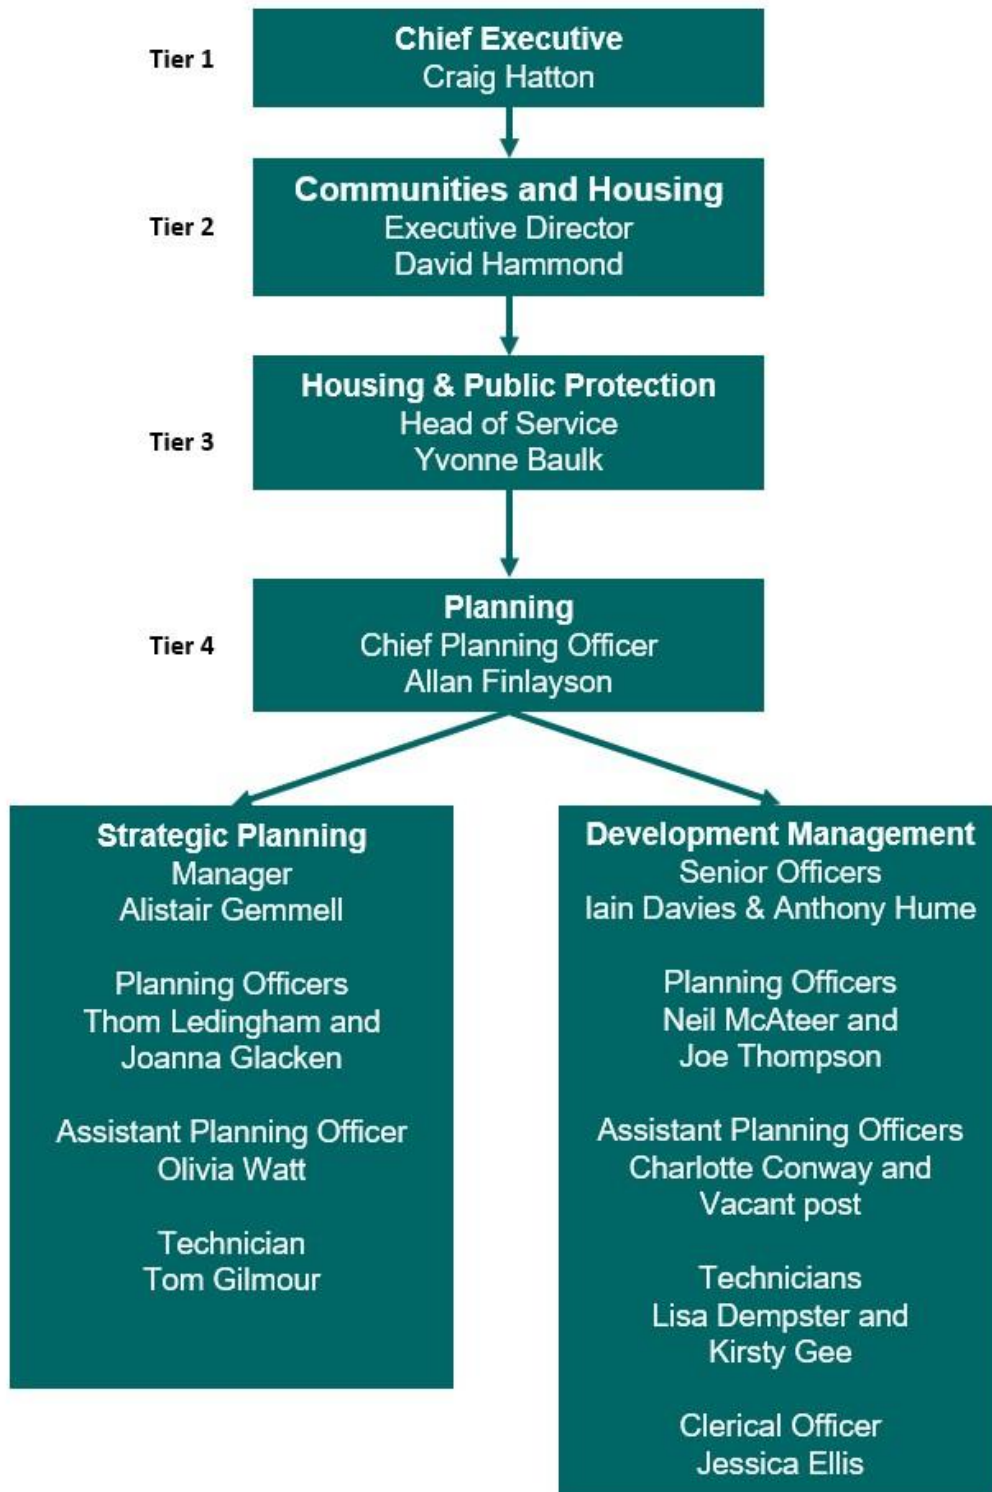 Tier 1
Chief Executive
Craig Hatton
Tier 2
Communities and Housing
Executive Director
David Hammond
Tier 3
Housing & Public Protection
Head of Service
Yvonne Baulk
Tier 4
Planning
Chief Planning Officer
Allan Finlayson
Strategic Planning
Manager
Alistair Gemmell
Planning Officers
Thom Ledingham and
Joanna Glacken
Assistant Planning Officer
Olivia Watt
Technician
Tom Gilmour
Development Management
Senior Officers
Iain Davies & Anthony Hume
Planning Officers
Neil McAteer and
Joe Thompson
Assistant Planning Officers
Charlotte Conway and
Vacant post
Technicians
Lisa Dempster and
Kirsty Gee
Clerical Officer
Jessica Ellis